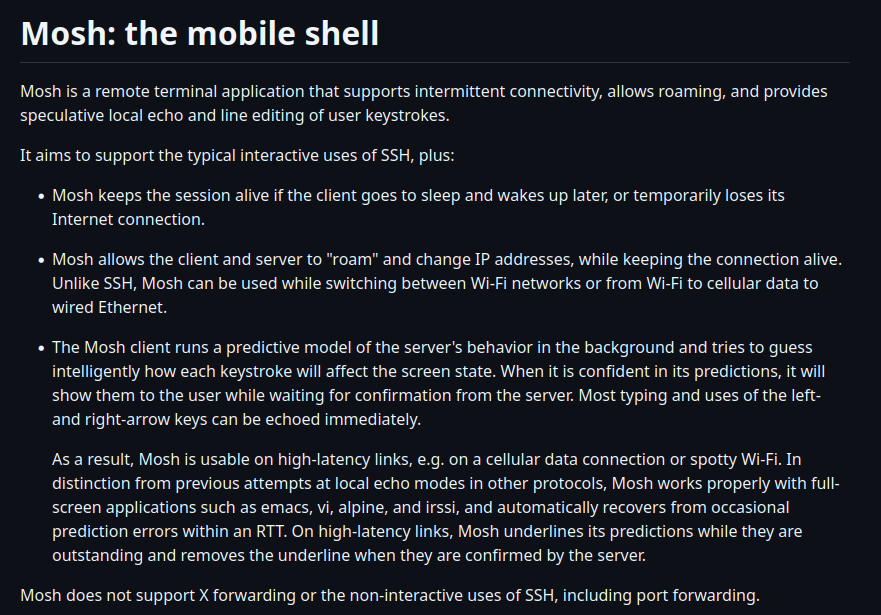 Mosh: the mobile shell
Mosh is a remote terminal application that supports intermittent connectivity, allows roaming, and provides
speculative local echo and line editing of user keystrokes.
It aims to support the typical interactive uses of SSH, plus:
• Mosh keeps the session alive if the client goes to sleep and wakes up later, or temporarily loses its
Internet connection.
• Mosh allows the client and server to "roam" and change IP addresses, while keeping the connection alive.
Unlike SSH, Mosh can be used while switching between Wi-Fi networks or from Wi-Fi to cellular data to
wired Ethernet.
• The Mosh client runs a predictive model of the server's behavior in the background and tries to guess
intelligently how each keystroke will affect the screen state. When it is confident in its predictions, it will
show them to the user while waiting for confirmation from the server. Most typing and uses of the left-
and right-arrow keys can be echoed immediately.
As a result, Mosh is usable on high-latency links, e.g. on a cellular data connection or spotty Wi-Fi. In
distinction from previous attempts at local echo modes in other protocols, Mosh works properly with full-
screen applications such as emacs, vi, alpine, and irssi, and automatically recovers from occasional
prediction errors within an RTT. On high-latency links, Mosh underlines its predictions while they are
outstanding and removes the underline when they are confirmed by the server.
Mosh does not support X forwarding or the non-interactive uses of SSH, including port forwarding.